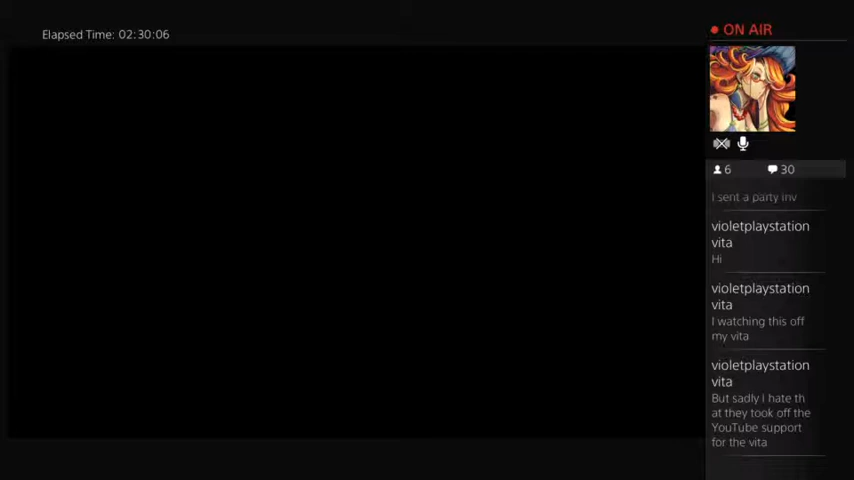 Elapsed Time: 02:30:06
ON AIR
6 30
I sent a party inv
violetplaystation
vita
Hi
violetplaystation
vita
I watching this off
my vita
violetplaystation
vita
But sadly I hate th
at they took off the
YouTube support
for the vita